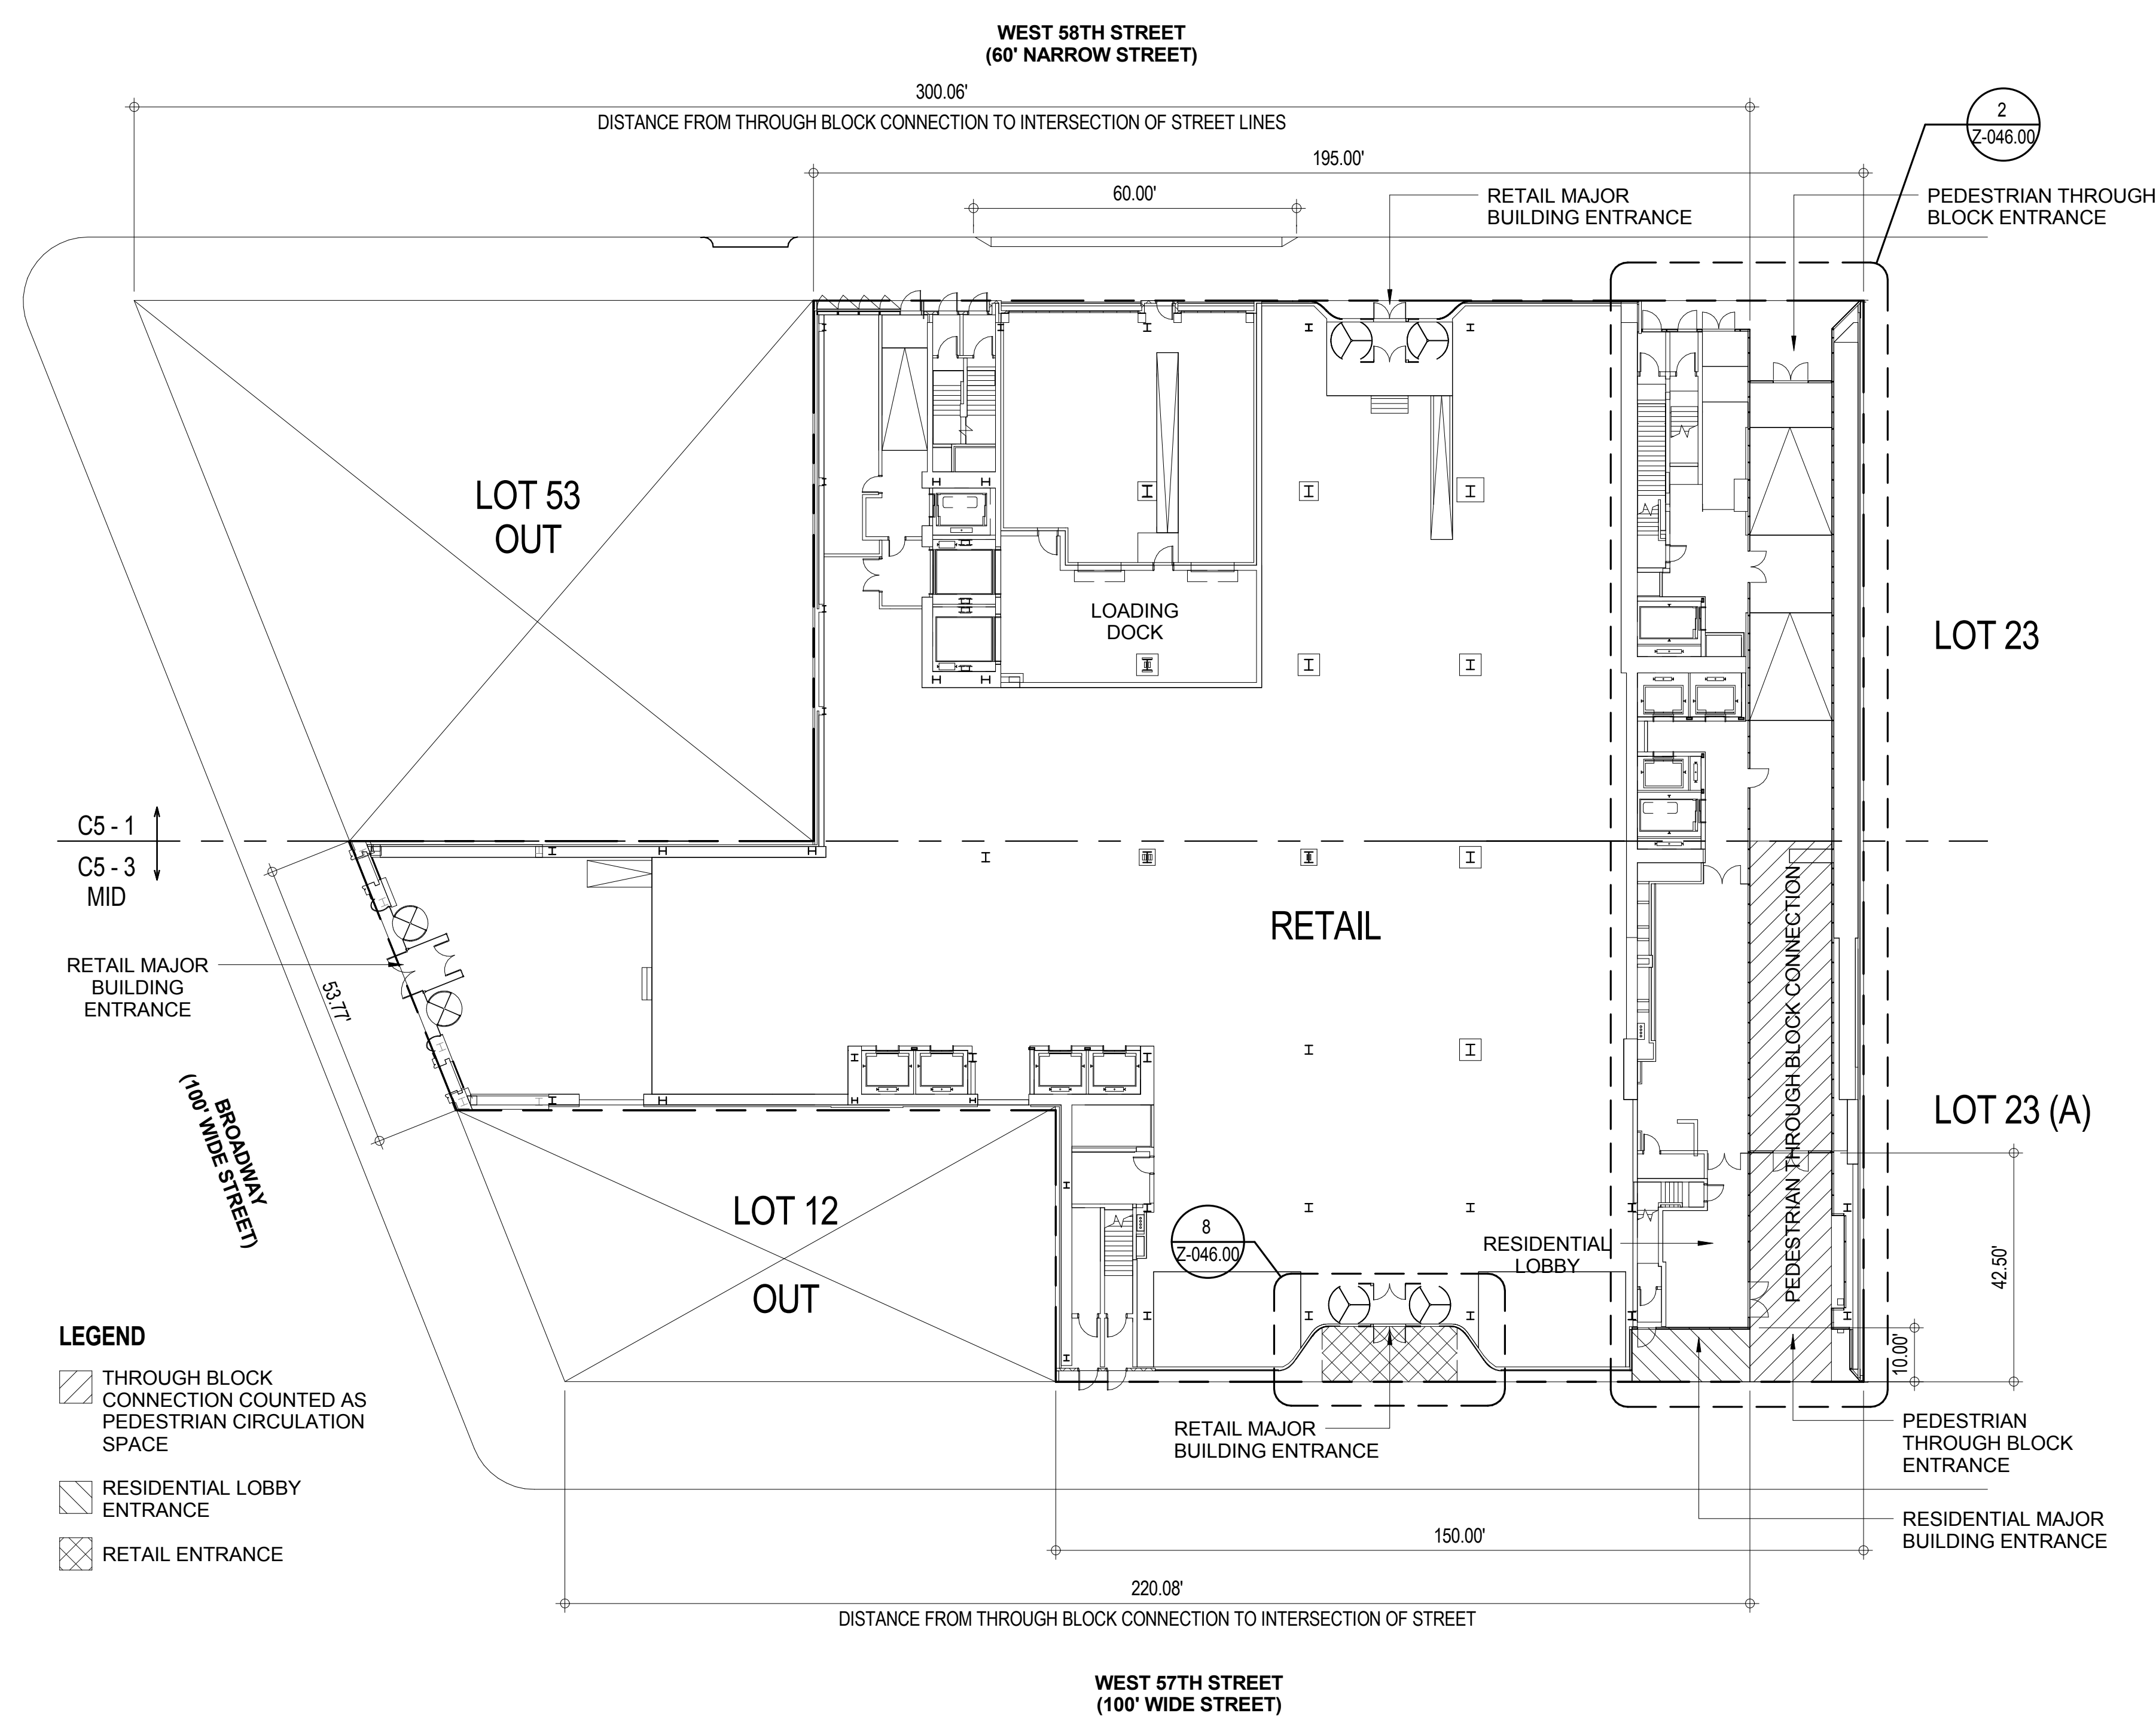 WEST 58TH STREET
(60' NARROW STREET)
300.06'
DISTANCE FROM THROUGH BLOCK CONNECTION TO INTERSECTION OF STREET LINES
2
Z-046.00
195.00'
60.00'
RETAIL MAJOR
BUILDING ENTRANCE
PEDESTRIAN THROUGH
BLOCK ENTRANCE
LOT 53
OUT
LOADING
DOCK
LOT 23
C5 - 1
C5 - 3
MID
RETAIL
RETAIL MAJOR
BUILDING
ENTRANCE
53.77'
PEDESTRIAN THROUGH BLOCK CONNECTION
BROADWAY
(100' WIDE STREET)
LOT 23 (A)
LOT 12
OUT
8
Z-046.00
RESIDENTIAL
LOBBY
42.50'
10.00'
LEGEND
THROUGH BLOCK
CONNECTION COUNTED AS
PEDESTRIAN CIRCULATION
SPACE
RESIDENTIAL LOBBY
ENTRANCE
RETAIL ENTRANCE
RETAIL MAJOR
BUILDING ENTRANCE
PEDESTRIAN
THROUGH BLOCK
ENTRANCE
RESIDENTIAL MAJOR
BUILDING ENTRANCE
150.00'
220.08'
DISTANCE FROM THROUGH BLOCK CONNECTION TO INTERSECTION OF STREET
WEST 57TH STREET
(100' WIDE STREET)